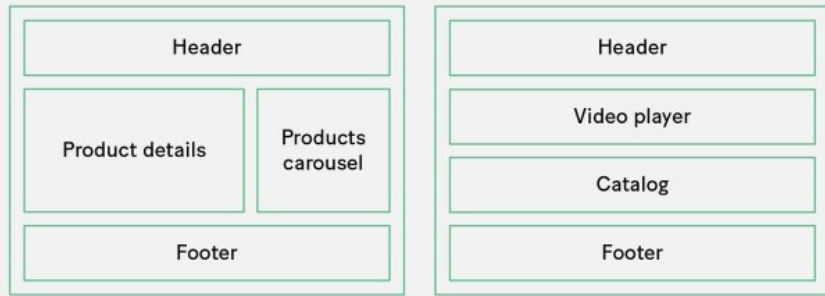 Header
Product details
Products
carousel
Footer
Header
Video player
Catalog
Footer